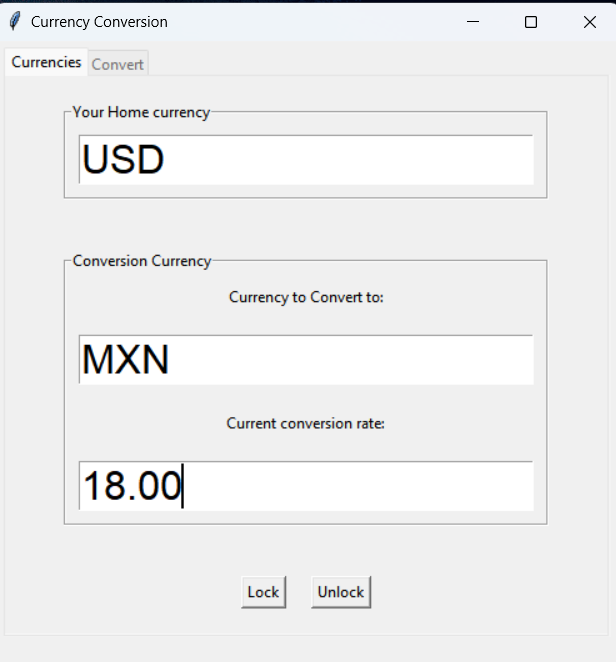 Currency Conversion
Currencies Convert
Your Home currency
USD
Conversion Currency
Currency to Convert to:
MXN
Current conversion rate:
18.00
Lock Unlock